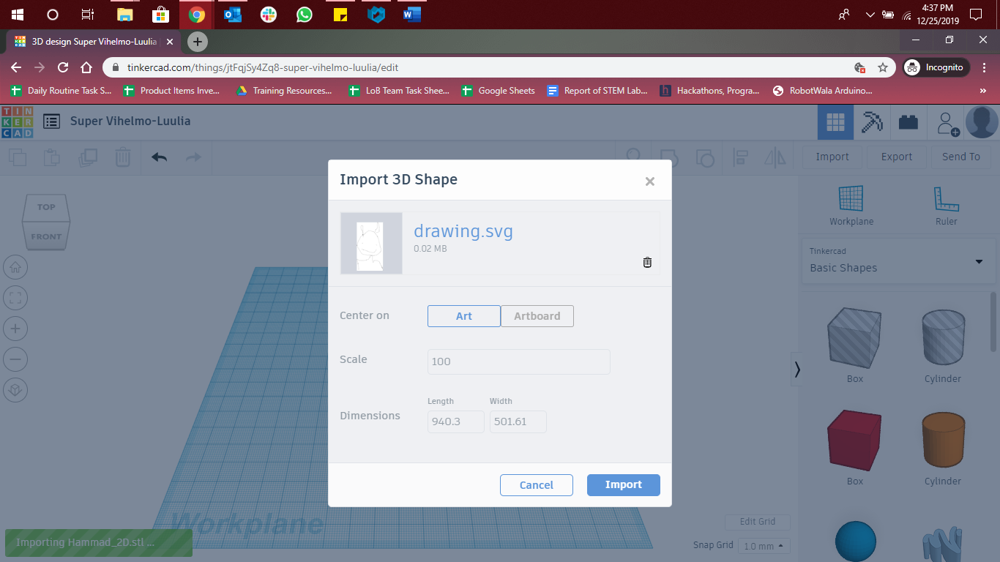 4:37 PM
12/25/2019
3D design Super Vihelmo-Luulia
tinkercad.com/things/jtFqjSy4Zq8-super-vihelmo-luulia/edit
Incognito
Daily Routine Task S...
Product Items Inve...
Training Resources...
LoB Team Task Shee...
Google Sheets
Report of STEM Lab...
Hackathons, Progra...
RobotWala Arduino...
»
TIN
KER
CAD
Super Vihelmo-Luulia
Import
Export
Send To
Import 3D Shape
drawing.svg
0.02 MB
Center on
Art
Artboard
Scale
100
Length
Width
Dimensions
940.3
501.61
Cancel
Import
TOP
FRONT
Workplane
Ruler
Tinkercad
Basic Shapes
Box
Cylinder
Box
Cylinder
Workplane
Edit Grid
Snap Grid
1.0 mm
Importing Hammad_2D.stl ...